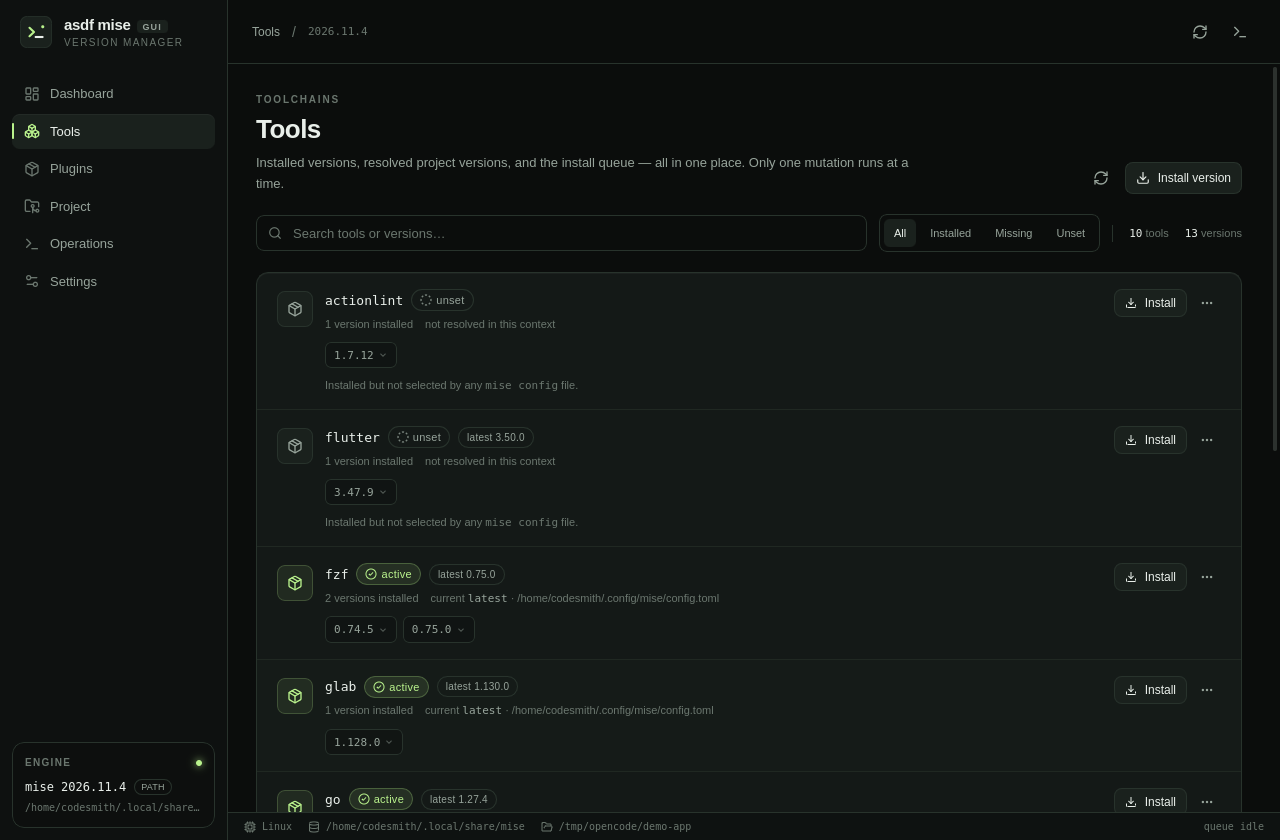 asdf mise GUI
VERSION MANAGER
Dashboard
Tools
Plugins
Project
Operations
Settings
ENGINE
mise 2026.11.4 PATH
/home/codesmith/.local/share…
Tools / 2026.11.4
TOOLCHAINS
Tools
Installed versions, resolved project versions, and the install queue — all in one place. Only one mutation runs at a
time.
Install version
Search tools or versions…
All Installed Missing Unset
10 tools 13 versions
actionlint unset
Install
1 version installed not resolved in this context
1.7.12
Installed but not selected by any mise config file.
flutter unset latest 3.50.0
Install
1 version installed not resolved in this context
3.47.9
Installed but not selected by any mise config file.
fzf active latest 0.75.0
Install
2 versions installed current latest · /home/codesmith/.config/mise/config.toml
0.74.5 0.75.0
glab active latest 1.130.0
Install
1 version installed current latest · /home/codesmith/.config/mise/config.toml
1.128.0
go active latest 1.27.4
Install
Linux /home/codesmith/.local/share/mise /tmp/opencode/demo-app
queue idle